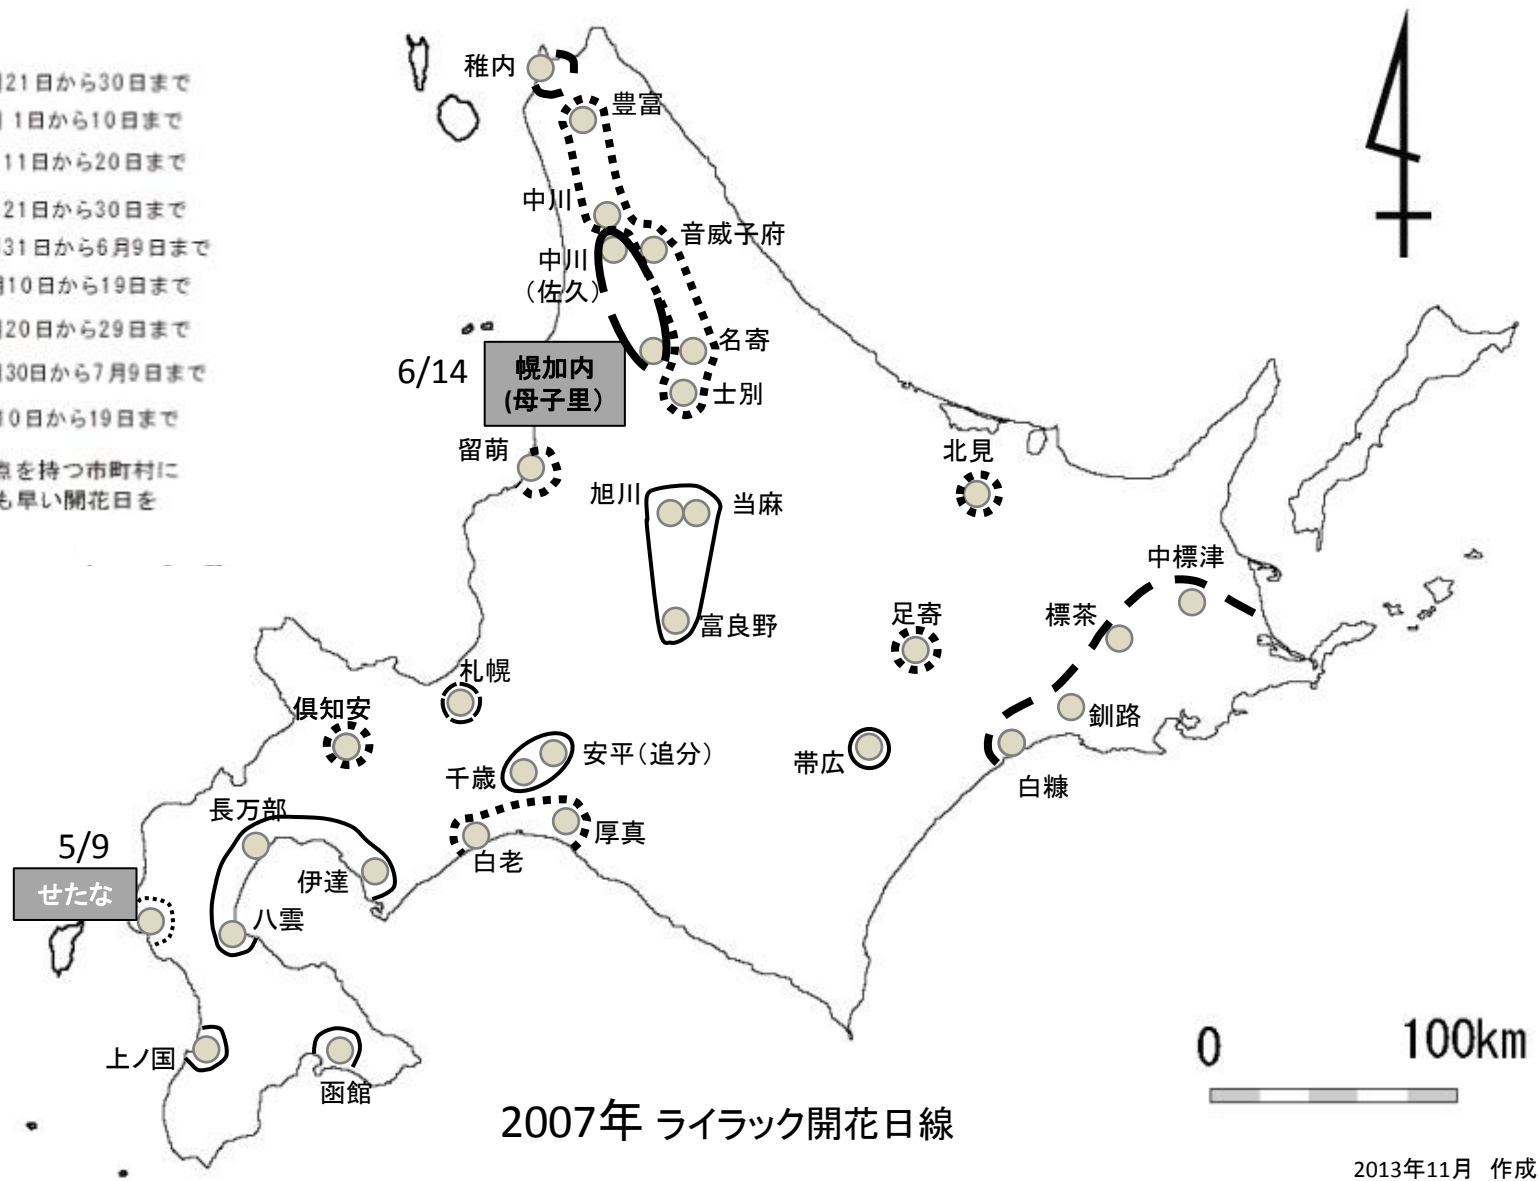 21日から30日まで
1日から10日まで
11日から20日まで
21日から30日まで
31日から6月9日まで
10日から19日まで
20日から29日まで
30日から7月9日まで
10日から19日まで
点を持つ市町村に
も早い開花日を
稚内
豊富
中川
音威子府
中川
（佐久）
名寄
6/14
幌加内
(母子里）
士別
留萌
北見
旭川
当麻
中標津
標茶
足寄
富良野
札幌
倶知安
釧路
安平（追分）
帯広
千歳
白糠
長万部
厚真
白老
5/9
伊達
せたな
八雲
上ノ国
函館
0
100km
2007年 ライラック開花日線
2013年11月 作成